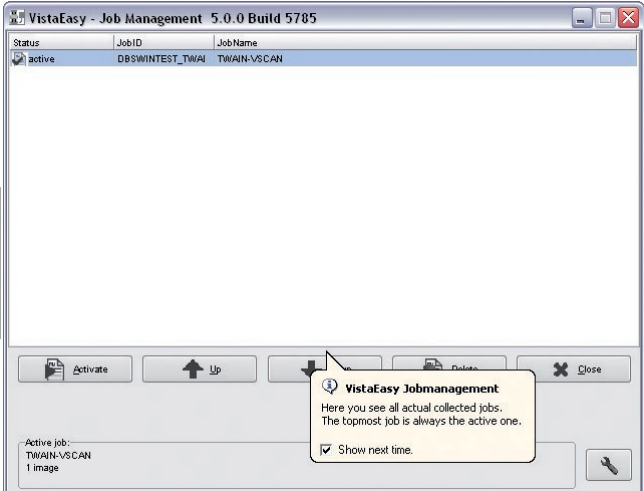 VistaEasy - Job Management 5.0.0 Build 5785
Status JobID JobName
active DBSWINTEST_TWAI TWAIN-VSCAN
Activate Up Delete Close
VistaEasy Jobmanagement
Here you see all actual collected jobs.
The topmost job is always the active one.
Show next time.
Active job:
TWAIN-VSCAN
1 image